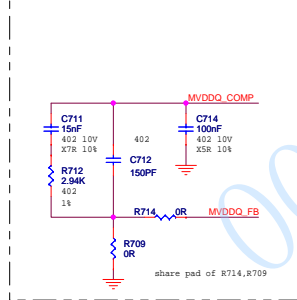 MVDDQ_COMP
C711
15nF
402 10V
X7R 10%
402
C712
150PF
C714
100nF
402 10V
X5R 10%
R712
2.94K
402
1%
R714 0R
MVDDQ_FB
R709
0R
share pad of R714,R709